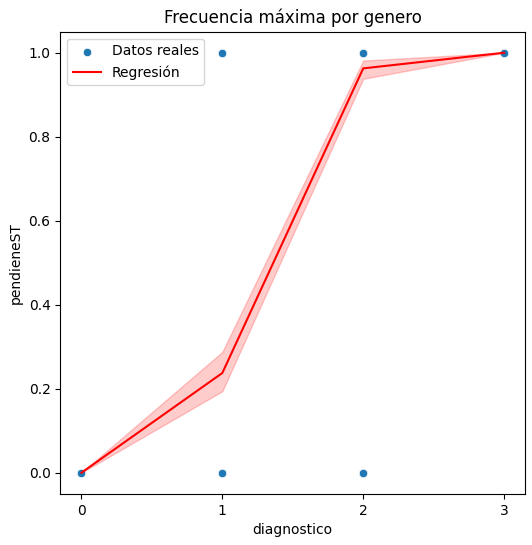 Frecuencia máxima por genero
Datos reales
Regresión
1.0
0.8
0.6
0.4
0.2
0.0
pendieneST
0 1 2 3
diagnostico